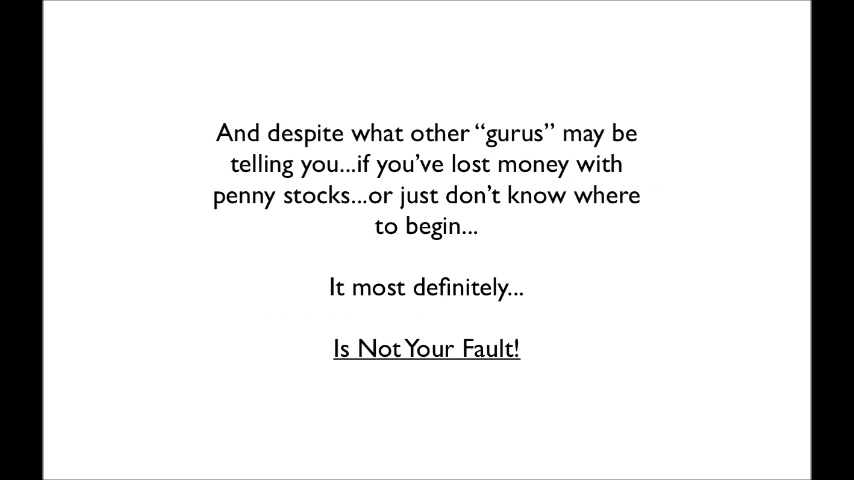 And despite what other “gurus” may be
telling you...if you’ve lost money with
penny stocks...or just don’t know where
to begin...
It most definitely...
Is Not Your Fault!